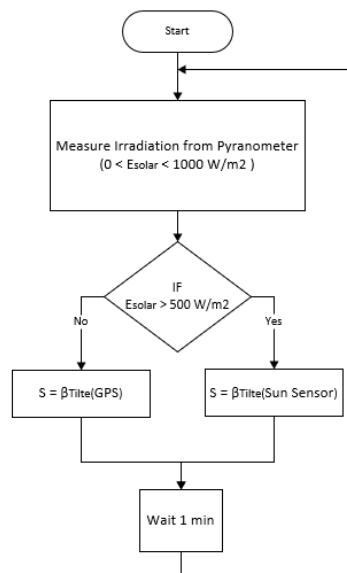 Start
Measure Irradiation from Pyranometer
(0 < Esolar < 1000 W/m2 )
IF
Esolar > 500 W/m2
No
Yes
S = βTilte(GPS)
S = βTilte(Sun Sensor)
Wait 1 min